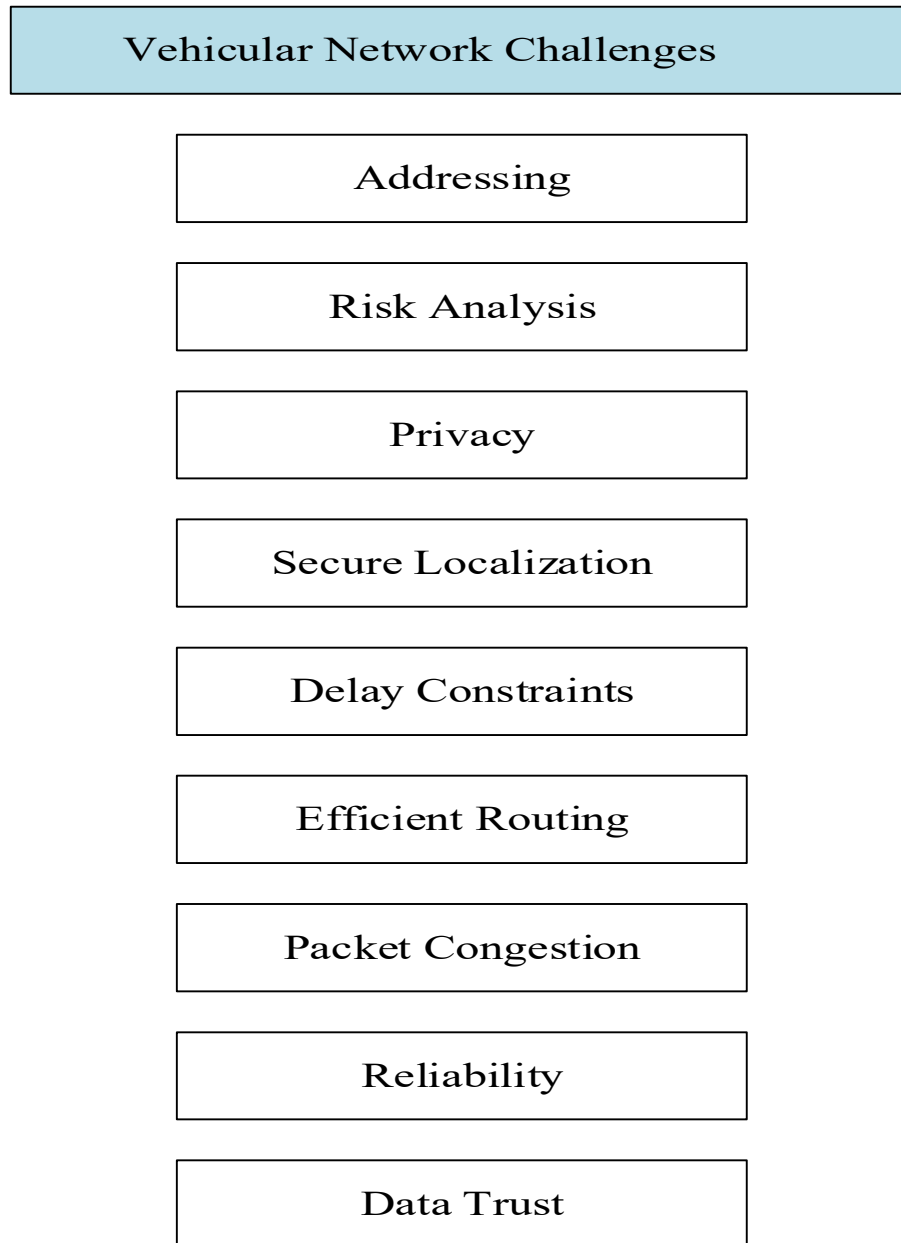 Vehicular Network Challenges
Addressing
Risk Analysis
Privacy
Secure Localization
Delay Constraints
Efficient Routing
Packet Congestion
Reliability
Data Trust